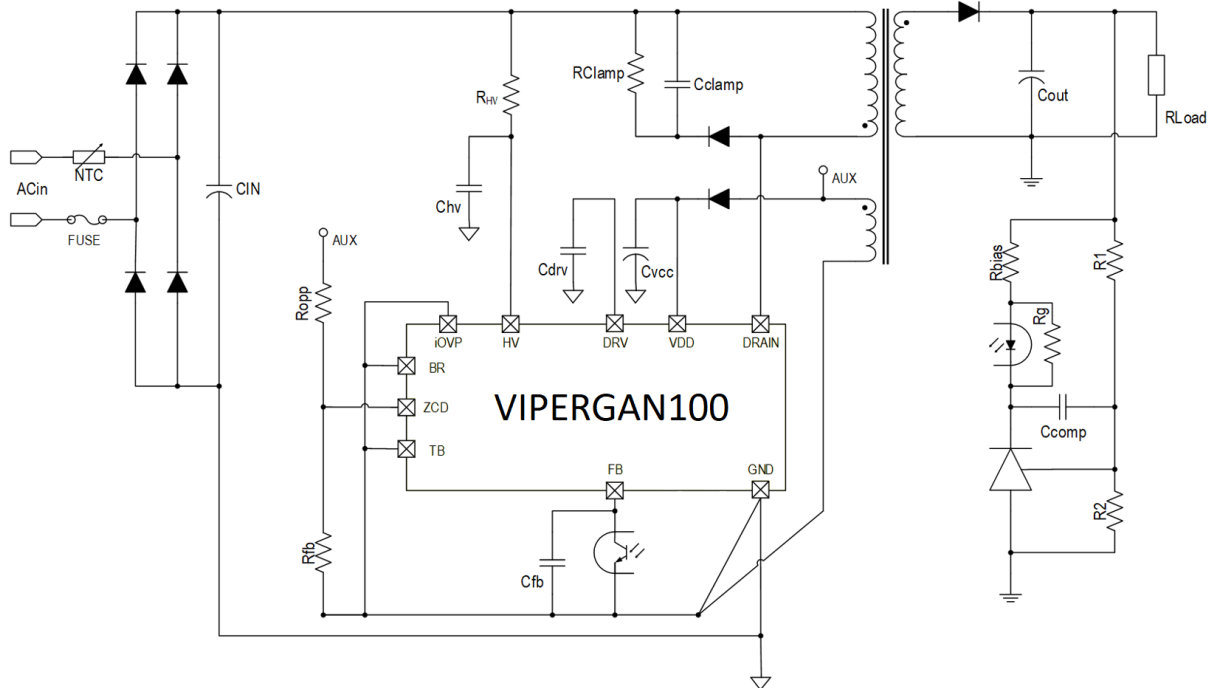 RClamp
Cclamp
RHV
Cout
RLoad
NTC
ACin
CIN
Chv
AUX
FUSE
AUX
Cdrv
Cvcc
Rbias
R1
Ropp
Rg
iOVP
HV
DRV
VDD
DRAIN
BR
VIPERGAN100
ZCD
Ccomp
TB
FB
GND
R2
Rfb
Cfb